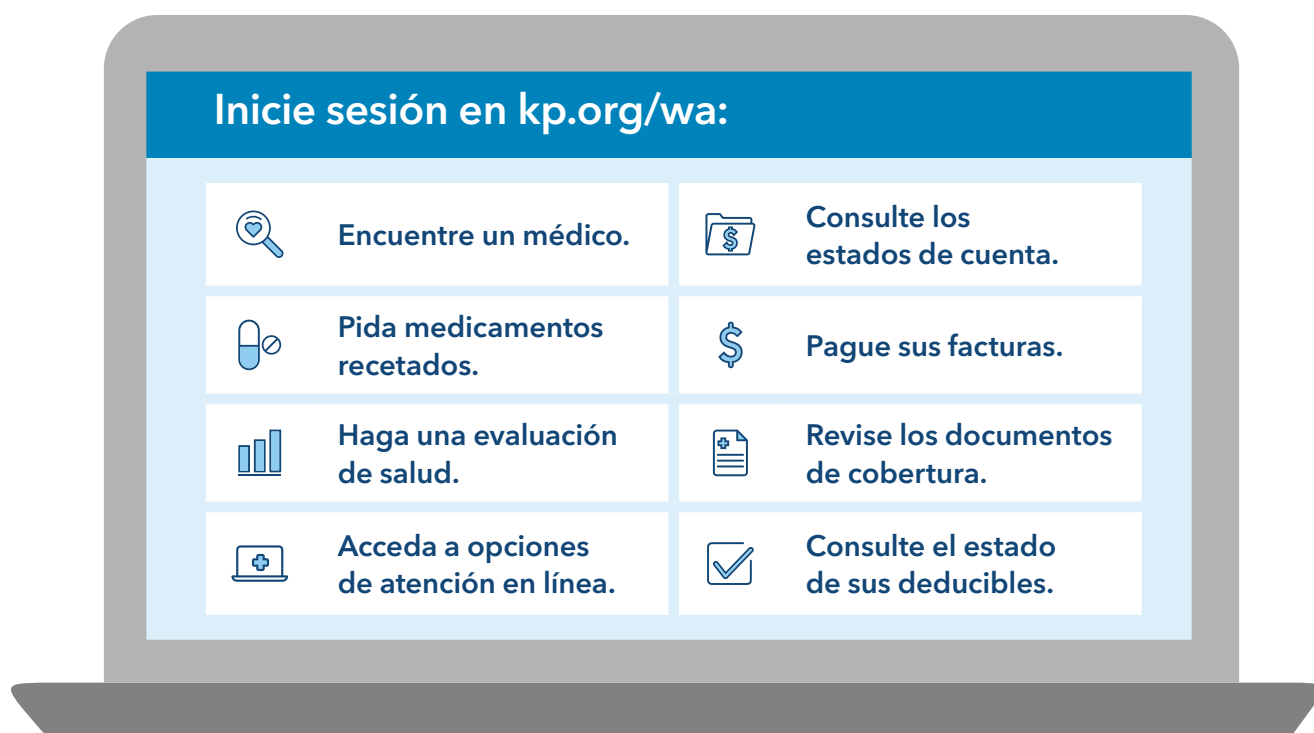 Inicie sesión en kp.org/wa:
Encuentre un médico.
Consulte los
estados de cuenta.
Pida medicamentos
recetados.
Pague sus facturas.
Haga una evaluación
de salud.
Revise los documentos
de cobertura.
Acceda a opciones
de atención en línea.
Consulte el estado
de sus deducibles.